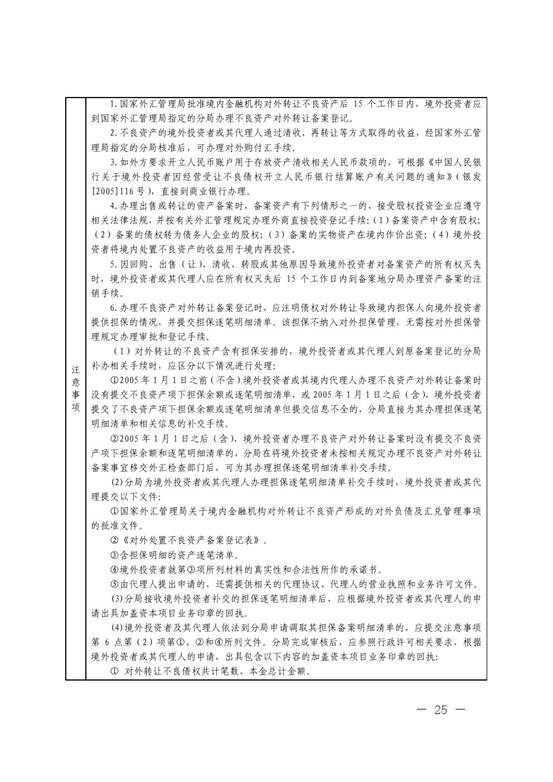 1.国家外汇管理局批准境内金融机构对外转让不良资产后 15 个工作日内，境外投资者应
到国家外汇管理局指定的分局办理不良资产对外转让备案登记。
2.不良资产的境外投资者或其代理人通过清收、再转让等方式取得的收益，经国家外汇管
理局指定的分局核准后，可办理对外购付汇手续。
3.如外方要求开立人民币账户用于存放资产清收相关人民币款项的，可根据《中国人民银
行关于境外投资者因经营受让不良债权开立人民币银行结算账户有关问题的通知》（银发
[2005]116 号），直接到商业银行办理。
4.办理出售或转让的资产备案时，备案资产有下列情形之一的，接受股权投资企业应遵守
相关法律法规，并按有关外汇管理规定办理外商直接投资登记手续：（1）备案资产中含有股权；
（2）备案的债权转为债务人企业的股权；（3）备案的实物资产在境内作价出资；（4）境外投
资者将境内处置不良资产的收益用于境内再投资。
5.因回购、出售（让），清收、转股或其他原因导致境外投资者对备案资产的所有权灭失
时，境外投资者或其代理人应在所有权灭失后 15 个工作日内到备案地分局办理资产备案的注
销手续。
6.办理不良资产对外转让备案登记时，应注明债权对外转让导致境内担保人向境外投资者
提供担保的情况，并提交担保逐笔明细清单。该担保不纳入对外担保管理，无需按对外担保管
理规定办理审批和登记手续。
（1）对外转让的不良资产含有担保安排的，境外投资者或其代理人到原备案登记的分局
补办相关手续时，应区分以下情况进行处理：
①2005 年 1 月 1 日之前（不含）境外投资者或其境内代理人办理不良资产对外转让备案时
没有提交不良资产项下担保余额或逐笔明细清单，或 2005 年 1 月 1 日之后（含），境外投资者
提交了不良资产项下担保余额或逐笔明细清单但提交信息不全的，分局直接为其办理担保逐笔
明细清单和相关信息的补交手续。
②2005 年 1 月 1 日之后（含），境外投资者办理不良资产对外转让备案时没有提交不良资
产项下担保余额和逐笔明细清单的，分局在将境外投资者未按相关规定办理不良资产对外转让
备案事宜移交外汇检查部门后，可为其办理担保逐笔明细清单补交手续。
(2)分局为境外投资者或其代理人办理担保逐笔明细清单补交手续时，境外投资者或其代
理提交以下文件：
①国家外汇管理局关于境内金融机构对外转让不良资产形成的对外负债及汇兑管理事项
的批准文件。
②《对外处置不良资产备案登记表》。
③含担保明细的资产逐笔清单。
④境外投资者就第③项所列材料的真实性和合法性所作的承诺书。
⑤由代理人提出申请的，还需提供相关的代理协议、代理人的营业执照和业务许可文件。
(3)分局接收境外投资者补交的担保逐笔明细清单后，应根据境外投资者或其代理人的申
请出具加盖资本项目业务印章的回执。
(4)境外投资者及其代理人依法到分局申请调取其担保备案明细清单的，应提交注意事项
第 6 点第（2）项第①、②和④所列文件。分局完成审核后，应参照行政许可相关要求，根据
境外投资者或其代理人的申请，出具包含以下内容的加盖资本项目业务印章的回执：
① 对外转让不良债权共计笔数、本金总计金额。
注
意
事
项
— 25 —